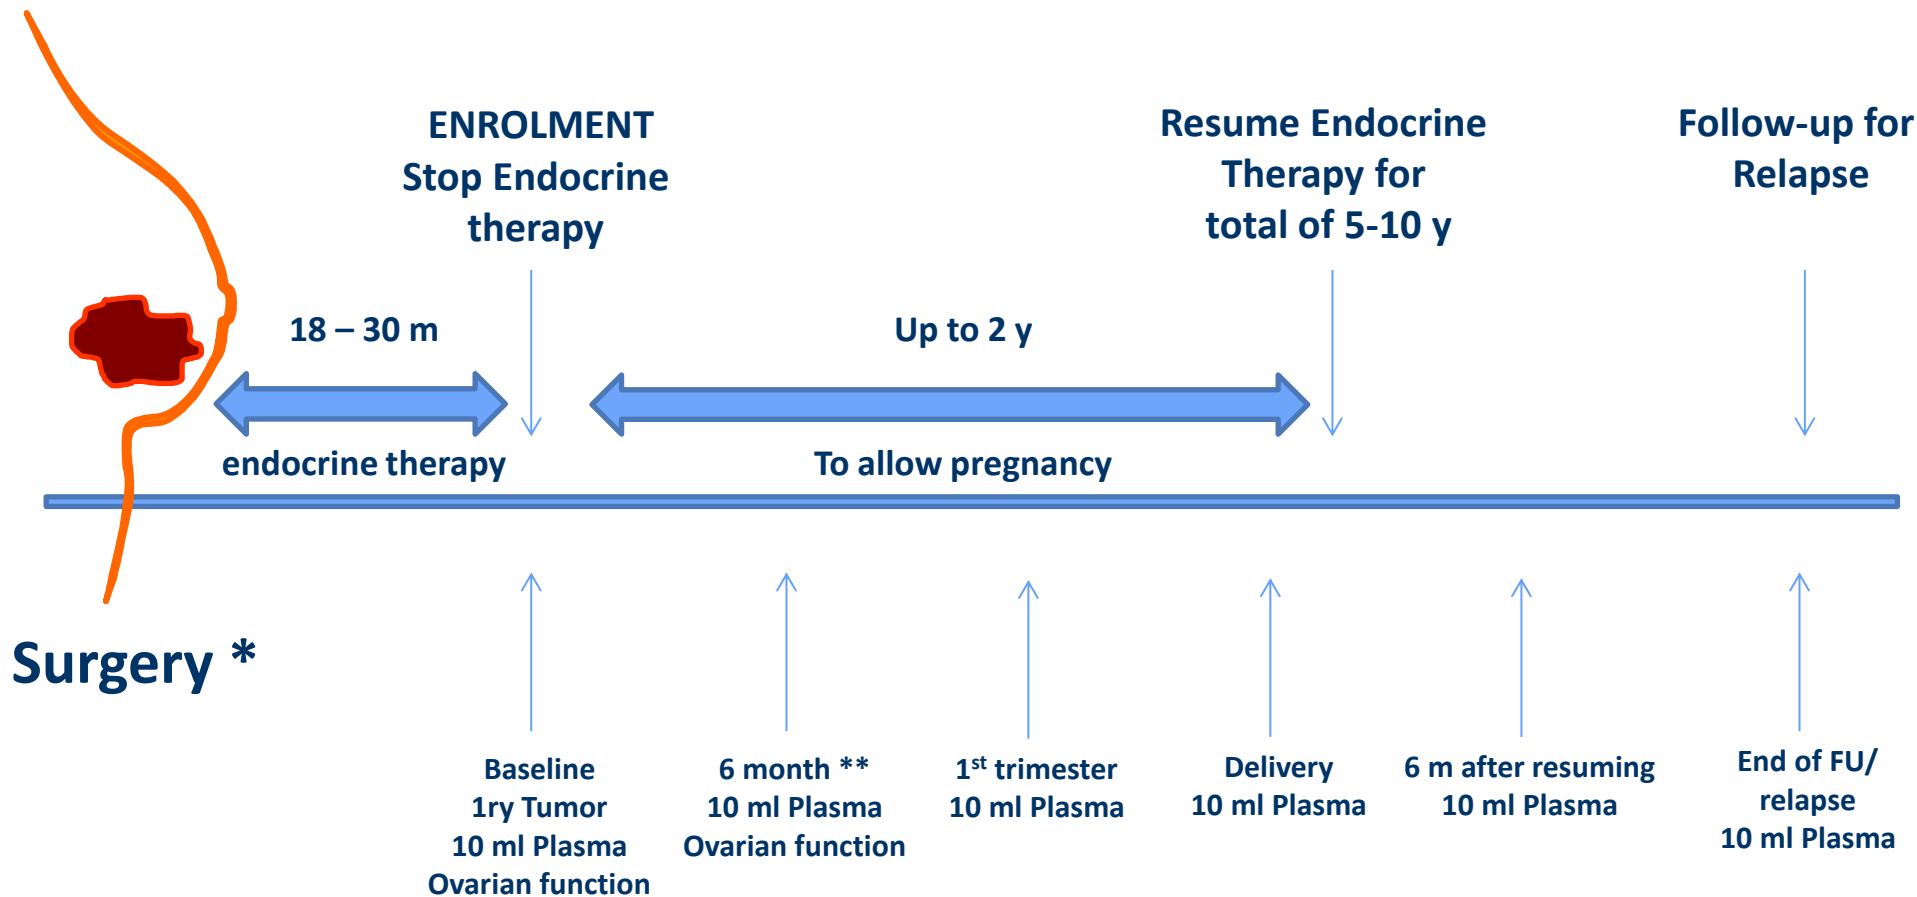 ENROLMENT
Stop Endocrine
therapy
Resume Endocrine
Therapy for
total of 5-10 y
Follow-up for
Relapse
18 – 30 m
Up to 2 y
endocrine therapy
To allow pregnancy
Surgery *
Baseline
1ry Tumor
10 ml Plasma
Ovarian function
6 month **
10 ml Plasma
Ovarian function
1st trimester
10 ml Plasma
Delivery
10 ml Plasma
6 m after resuming
10 ml Plasma
End of FU/
relapse
10 ml Plasma